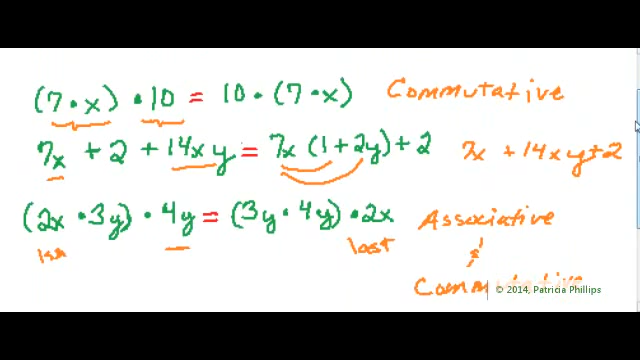 (7 · x) · 10 = 10 · (7 · x) Commutative
7x + 2 + 14xy = 7x (1 + 2y) + 2 7x + 14xy + 2
(2x · 3y) · 4y = (3y · 4y) · 2x Associative
last &
Commutative
© 2014, Patricia Phillips